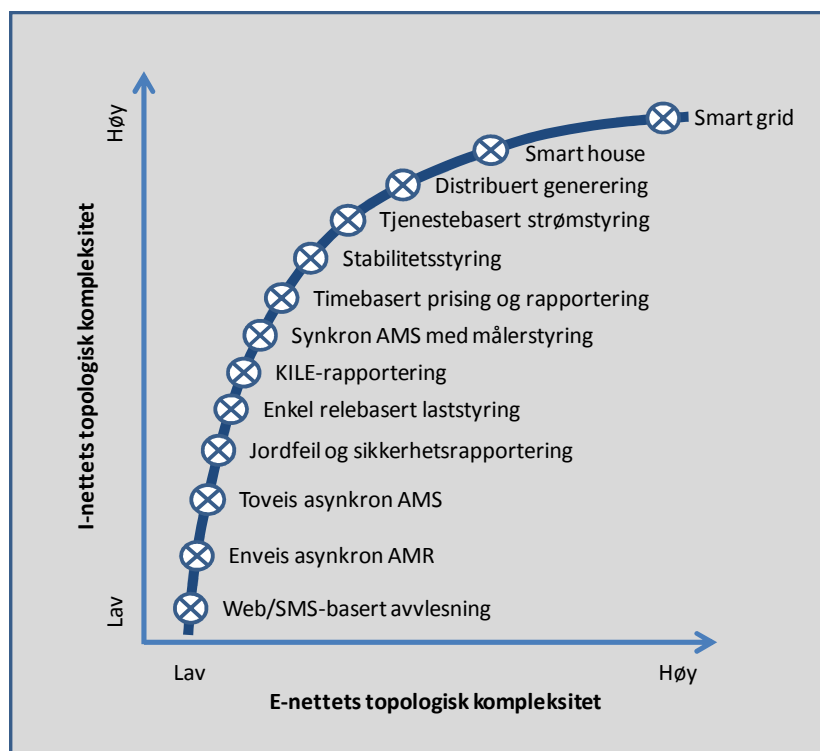 Høy
I-nettets topologisk kompleksitet
Lav
Smart grid
Smart house
Distribuert generering
Tjenestebasert strømstyring
Stabilitetsstyring
Timebasert prising og rapportering
Synkron AMS med målerstyring
KILE-rapportering
Enkel relebasert laststyring
Jordfeil og sikkerhetsrapportering
Toveis asynkron AMS
Enveis asynkron AMR
Web/SMS-basert avvlesning
Lav
Høy
E-nettets topologisk kompleksitet